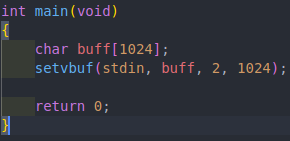 int main(void)
{
    char buff[1024];
    setvbuf(stdin, buff, 2, 1024);

    return 0;
}